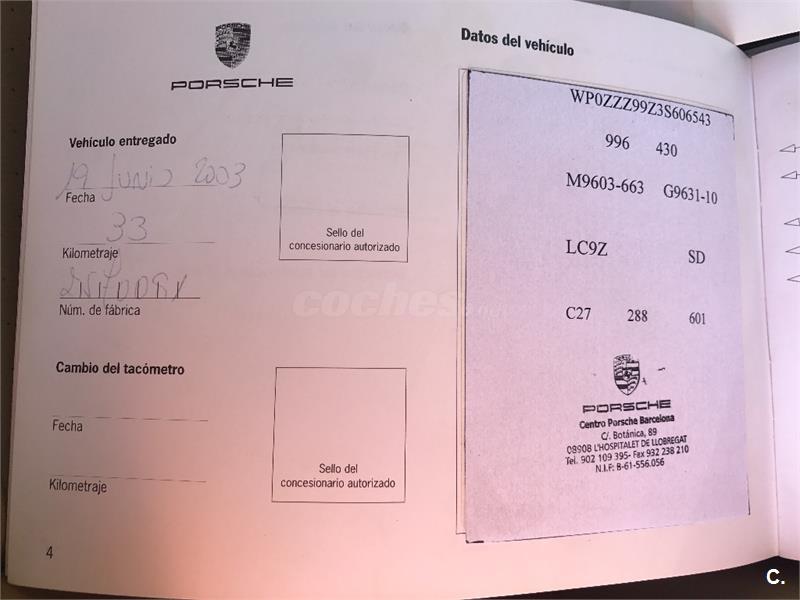 PORSCHE
Vehículo entregado
19 Junio 2003
Fecha
33
Kilometraje
Núm. de fábrica
Sello del
concesionario autorizado
Cambio del tacómetro
Fecha
Kilometraje
Sello del
concesionario autorizado
4
Datos del vehículo
WP0ZZZ99Z3S606543
996 430
M9603-663 G9631-10
LC9Z SD
C27 288 601
PORSCHE
Centro Porsche Barcelona
C/. Botánica, 89
08908 L'HOSPITALET DE LLOBREGAT
Tel. 902 109 395- Fax 932 238 210
N.I.F: B-61-556.056
coches.net
C.